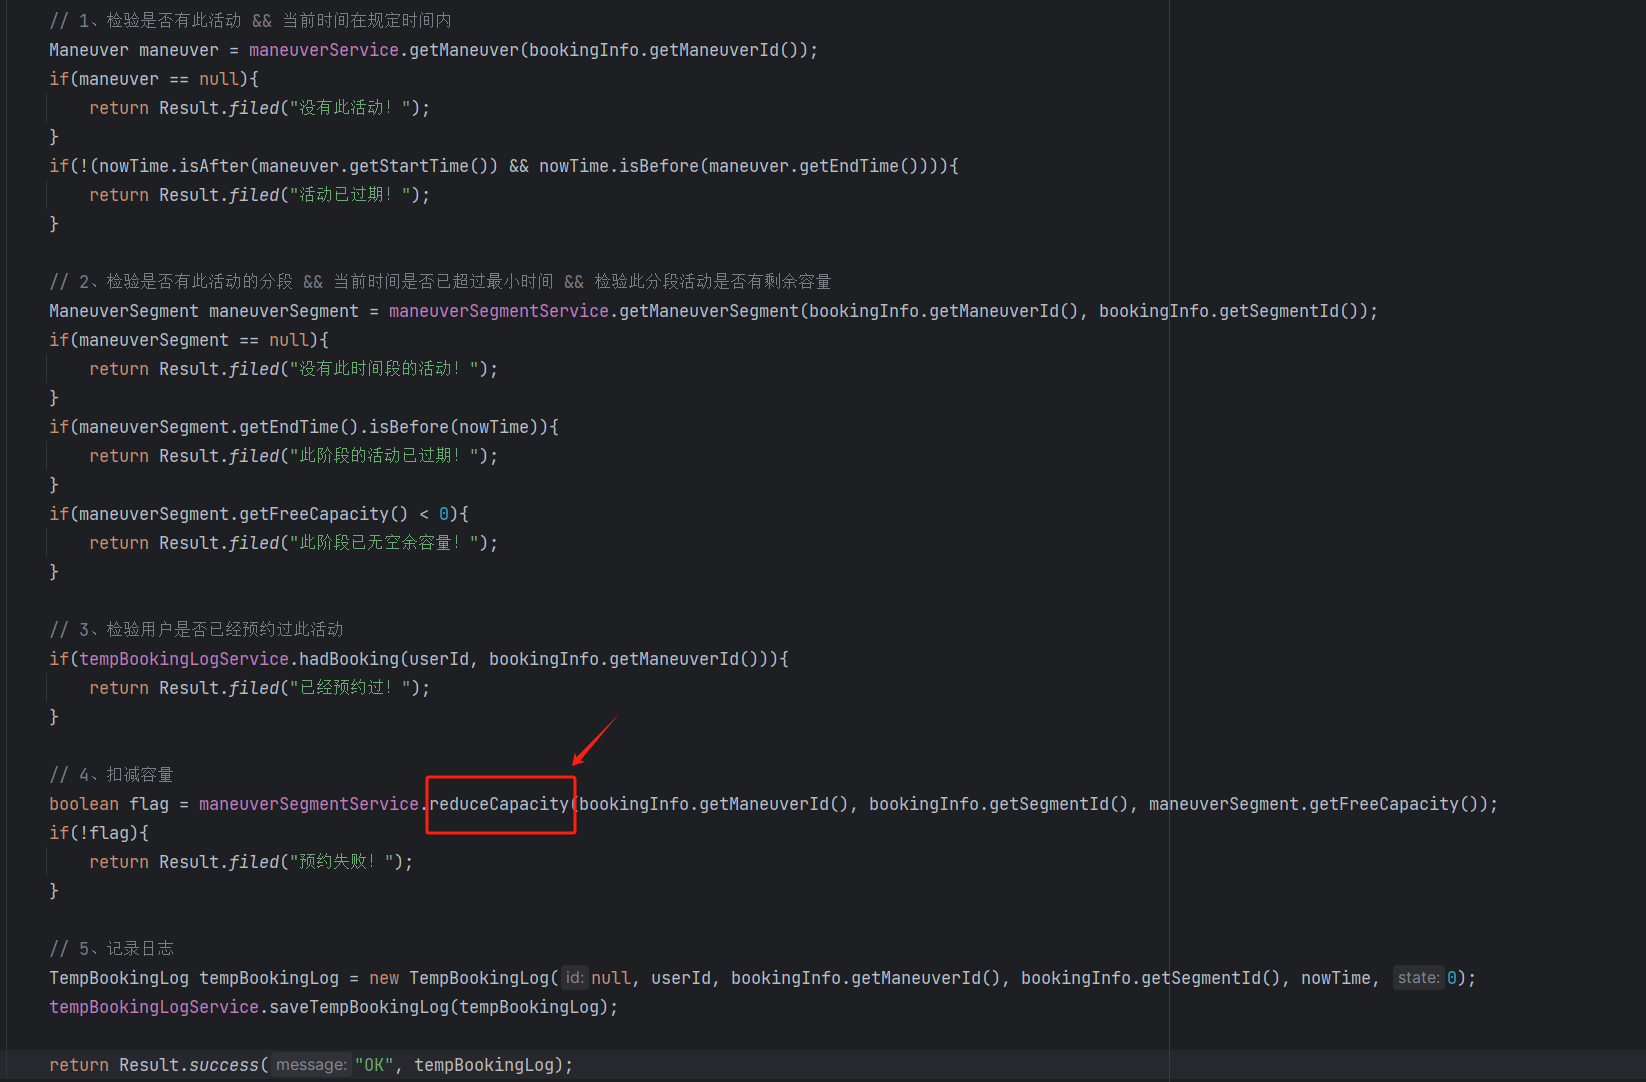 // 1、检验是否有此活动 && 当前时间在规定时间内
Maneuver maneuver = maneuverService.getManeuver(bookingInfo.getManeuverId());
if(maneuver == null){
return Result.filed("没有此活动！");
}
if(!(nowTime.isAfter(maneuver.getStartTime()) && nowTime.isBefore(maneuver.getEndTime()))){
return Result.filed("活动已过期！");
}
// 2、检验是否有此活动的分段 && 当前时间是否已超过最小时间 && 检验此分段活动是否有剩余容量
ManeuverSegment maneuverSegment = maneuverSegmentService.getManeuverSegment(bookingInfo.getManeuverId(), bookingInfo.getSegmentId());
if(maneuverSegment == null){
return Result.filed("没有此时间段的活动！");
}
if(maneuverSegment.getEndTime().isBefore(nowTime)){
return Result.filed("此阶段的活动已过期！");
}
if(maneuverSegment.getFreeCapacity() < 0){
return Result.filed("此阶段已无空余容量！");
}
// 3、检验用户是否已经预约过此活动
if(tempBookingLogService.hadBooking(userId, bookingInfo.getManeuverId())){
return Result.filed("已经预约过！");
}
// 4、扣减容量
boolean flag = maneuverSegmentService.reduceCapacity(bookingInfo.getManeuverId(), bookingInfo.getSegmentId(), maneuverSegment.getFreeCapacity());
if(!flag){
return Result.filed("预约失败！");
}
// 5、记录日志
TempBookingLog tempBookingLog = new TempBookingLog( id: null, userId, bookingInfo.getManeuverId(), bookingInfo.getSegmentId(), nowTime, state: 0);
tempBookingLogService.saveTempBookingLog(tempBookingLog);
return Result.success( message: "OK", tempBookingLog);